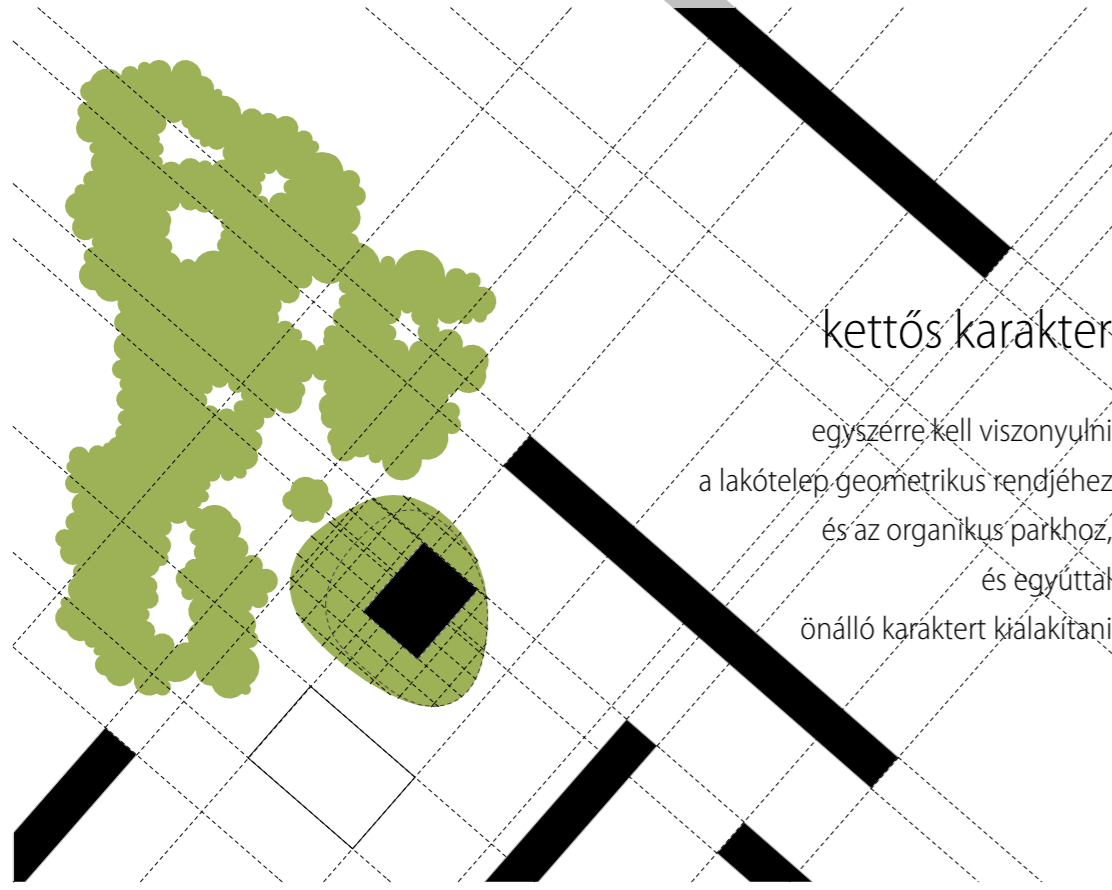 kettős karakter
egyszerre kell viszonyulni
a lakótelep geometrikus rendjéhez
és az organikus parkhoz,
és egyúttal
önálló karaktert kialakítani